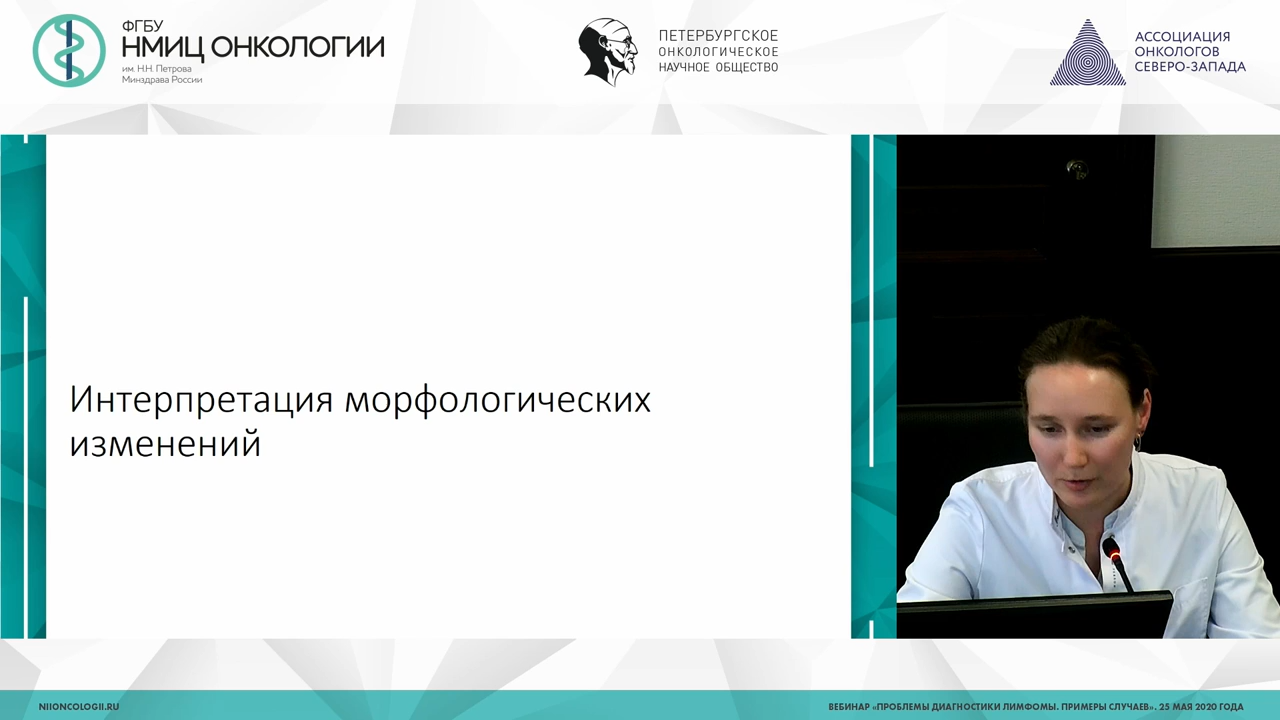 ФГБУ
НМИЦ ОНКОЛОГИИ
им. Н.Н. Петрова
Минздрава России
ПЕТЕРБУРГСКОЕ
ОНКОЛОГИЧЕСКОЕ
НАУЧНОЕ ОБЩЕСТВО
АССОЦИАЦИЯ
ОНКОЛОГОВ
СЕВЕРО-ЗАПАДА
Интерпретация морфологических
изменений
NIIONCOLOGII.RU
ВЕБИНАР «ПРОБЛЕМЫ ДИАГНОСТИКИ ЛИМФОМЫ. ПРИМЕРЫ СЛУЧАЕВ». 25 МАЯ 2020 ГОДА